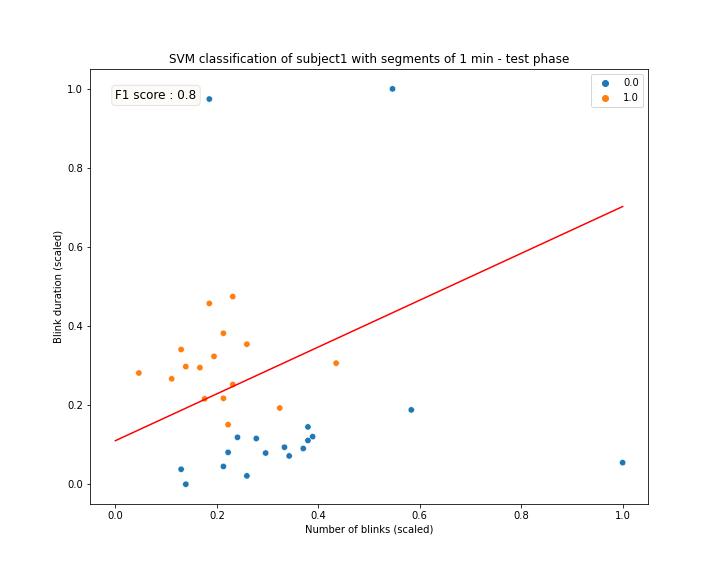 SVM classification of subject1 with segments of 1 min - test phase
F1 score : 0.8
0.0
1.0
Blink duration (scaled)
1.0
0.8
0.6
0.4
0.2
0.0
0.0 0.2 0.4 0.6 0.8 1.0
Number of blinks (scaled)